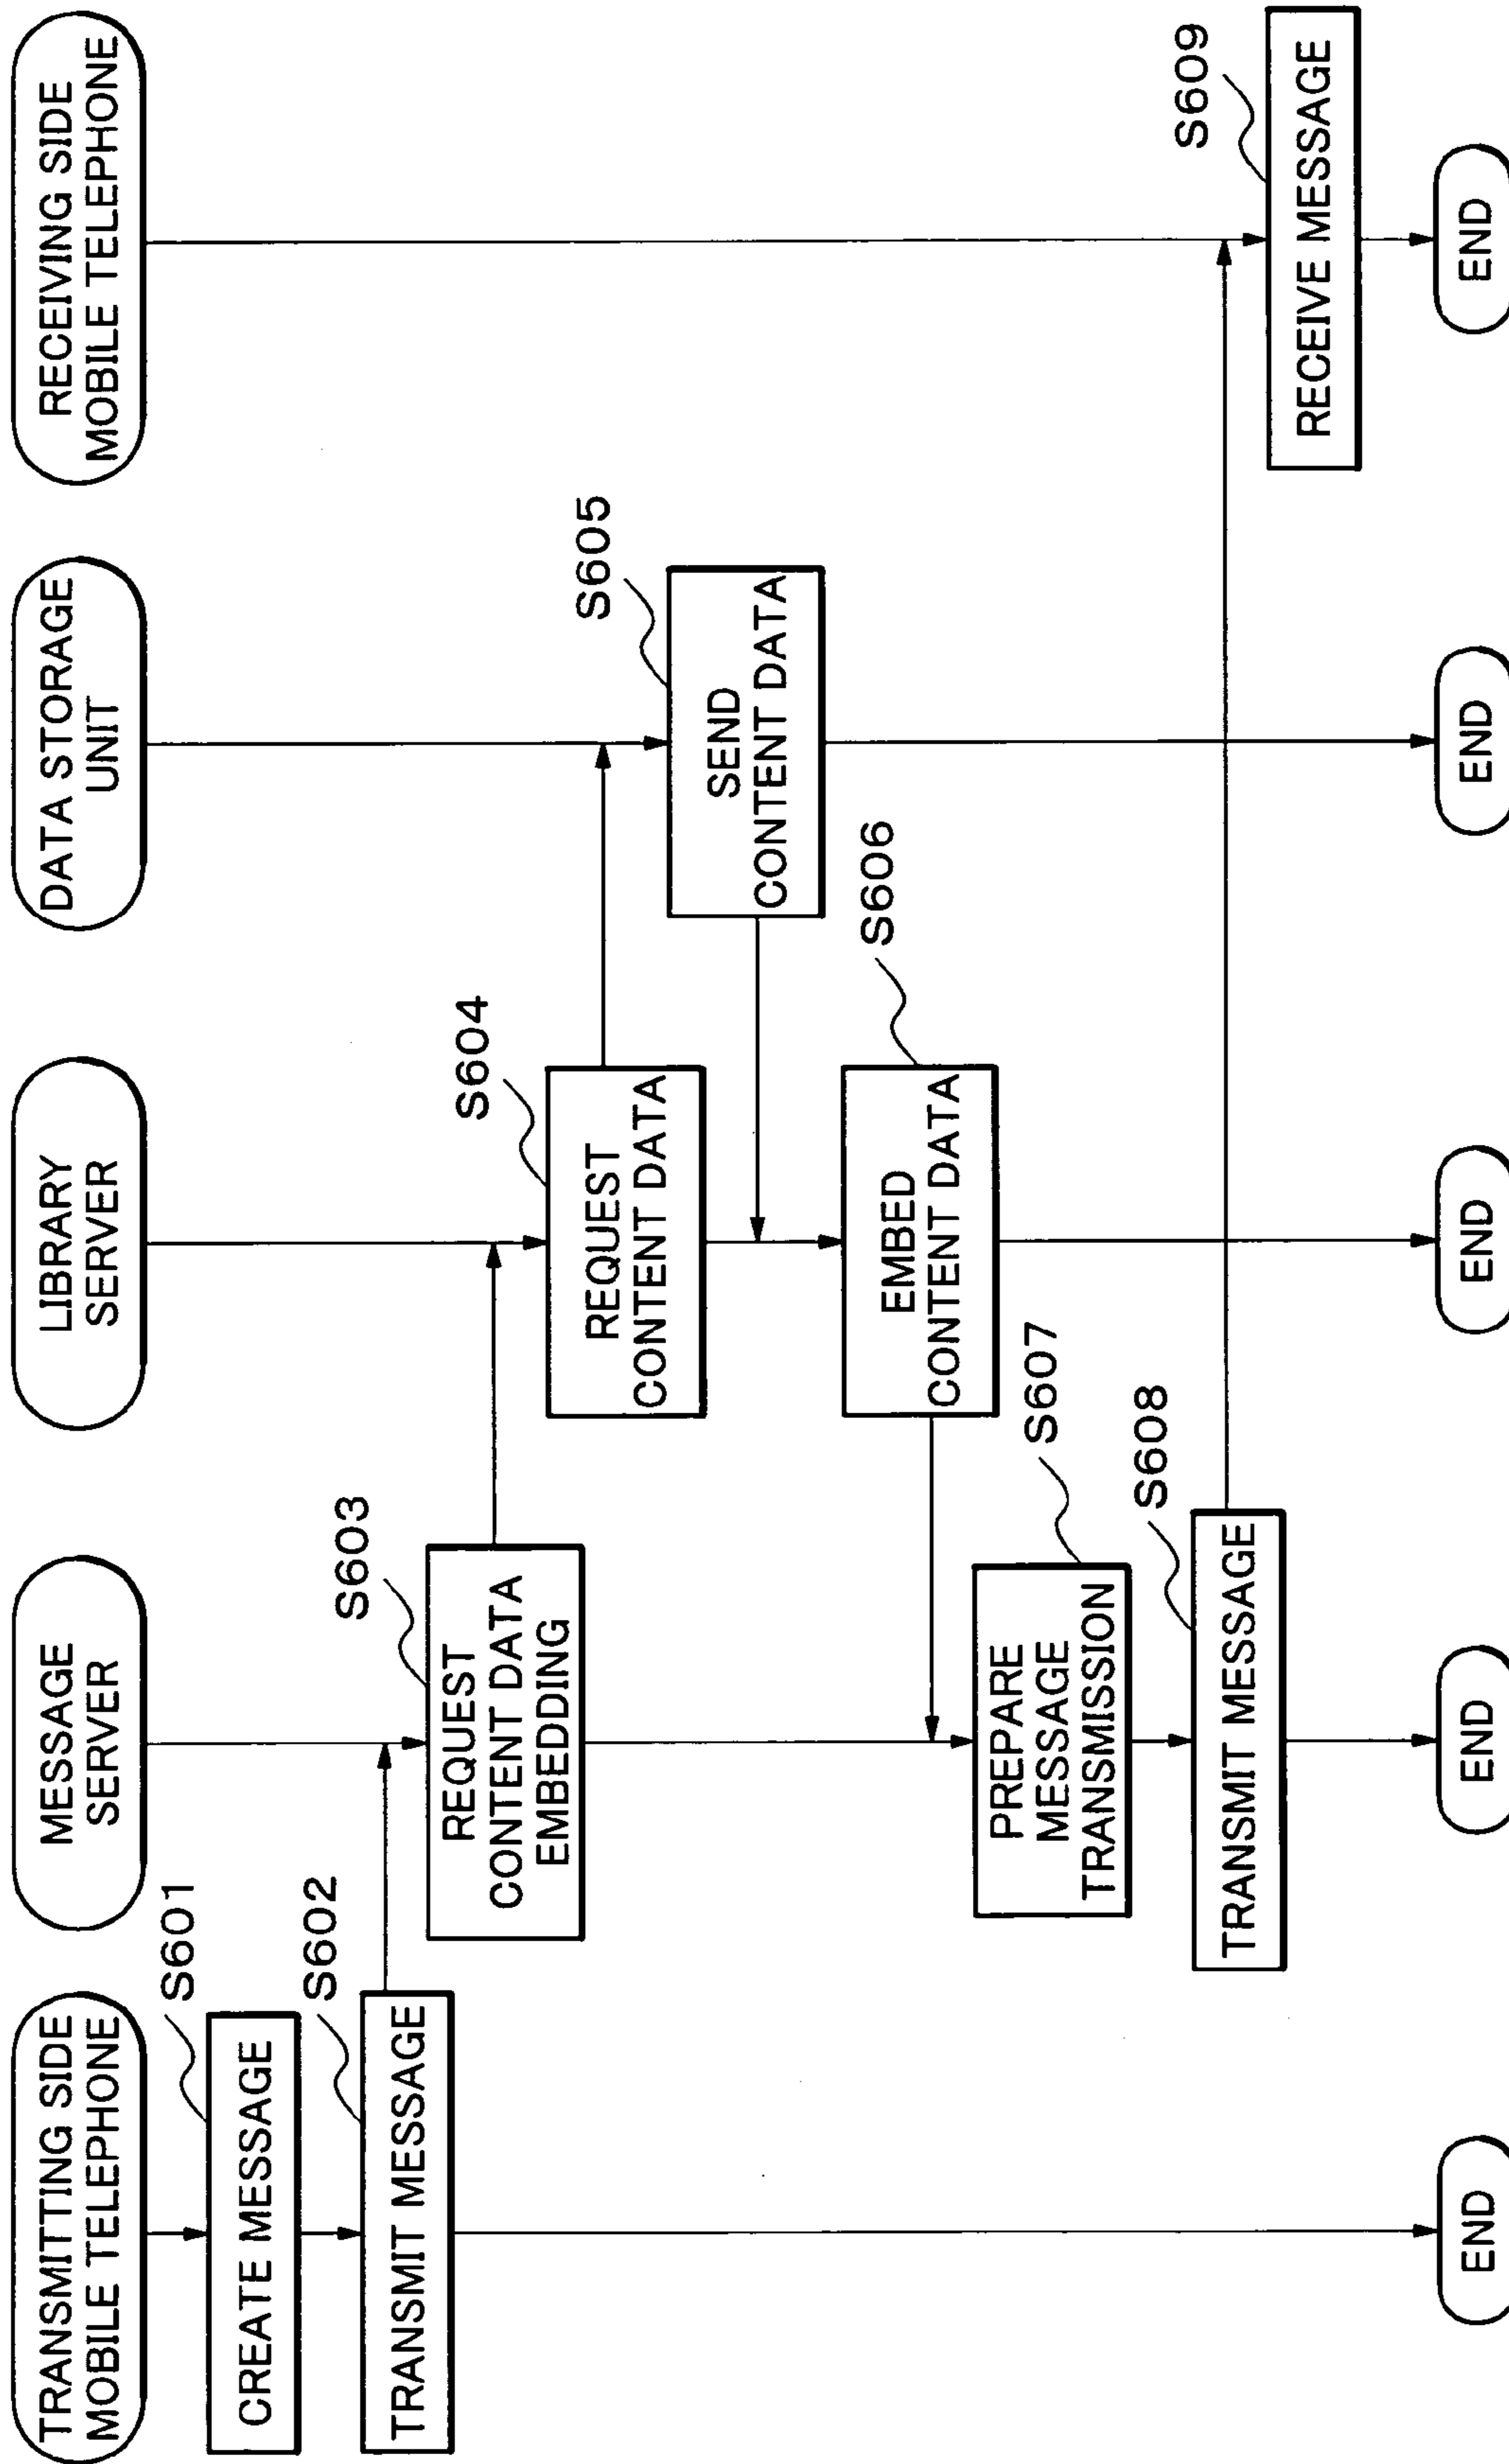 TRANSMITTING SIDE
MOBILE TELEPHONE
MESSAGE
SERVER
LIBRARY
SERVER
DATA STORAGE
UNIT
RECEIVING SIDE
MOBILE TELEPHONE
S601
CREATE MESSAGE
S602
TRANSMIT MESSAGE
S603
REQUEST
CONTENT DATA
EMBEDDING
S604
REQUEST
CONTENT DATA
S605
SEND
CONTENT DATA
S606
EMBED
CONTENT DATA
S607
PREPARE
MESSAGE
TRANSMISSION
S608
TRANSMIT MESSAGE
S609
RECEIVE MESSAGE
END
END
END
END
END